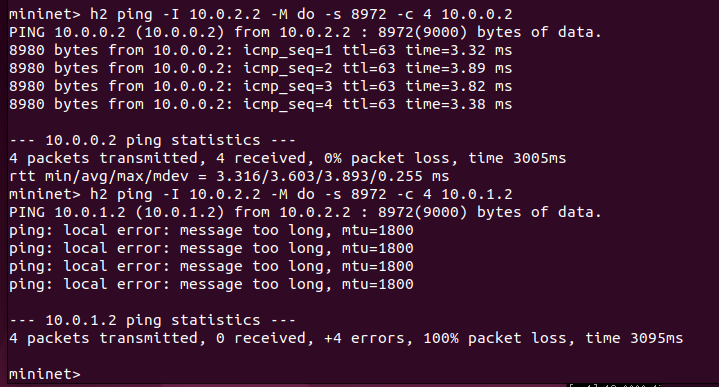 mininet> h2 ping -I 10.0.2.2 -M do -s 8972 -c 4 10.0.0.2
PING 10.0.0.2 (10.0.0.2) from 10.0.2.2 : 8972(9000) bytes of data.
8980 bytes from 10.0.0.2: icmp_seq=1 ttl=63 time=3.32 ms
8980 bytes from 10.0.0.2: icmp_seq=2 ttl=63 time=3.89 ms
8980 bytes from 10.0.0.2: icmp_seq=3 ttl=63 time=3.82 ms
8980 bytes from 10.0.0.2: icmp_seq=4 ttl=63 time=3.38 ms
--- 10.0.0.2 ping statistics ---
4 packets transmitted, 4 received, 0% packet loss, time 3005ms
rtt min/avg/max/mdev = 3.316/3.603/3.893/0.255 ms
mininet> h2 ping -I 10.0.2.2 -M do -s 8972 -c 4 10.0.1.2
PING 10.0.1.2 (10.0.1.2) from 10.0.2.2 : 8972(9000) bytes of data.
ping: local error: message too long, mtu=1800
ping: local error: message too long, mtu=1800
ping: local error: message too long, mtu=1800
ping: local error: message too long, mtu=1800
--- 10.0.1.2 ping statistics ---
4 packets transmitted, 0 received, +4 errors, 100% packet loss, time 3095ms
mininet>